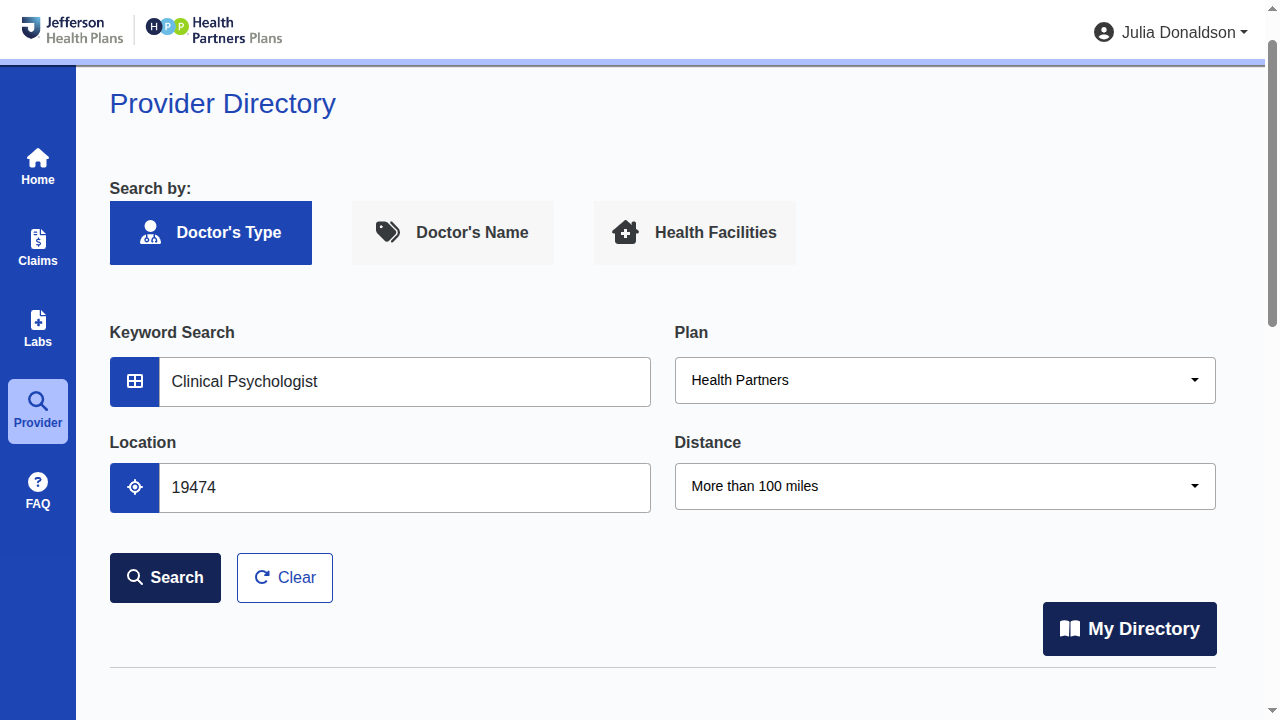 Jefferson
Health Plans
H P P
Health
Partners Plans
Julia Donaldson
Provider Directory
Home
Claims
Labs
Provider
FAQ
Search by:
Doctor's Type
Doctor's Name
Health Facilities
Keyword Search
Plan
Clinical Psychologist
Health Partners
Location
Distance
19474
More than 100 miles
Search
Clear
My Directory